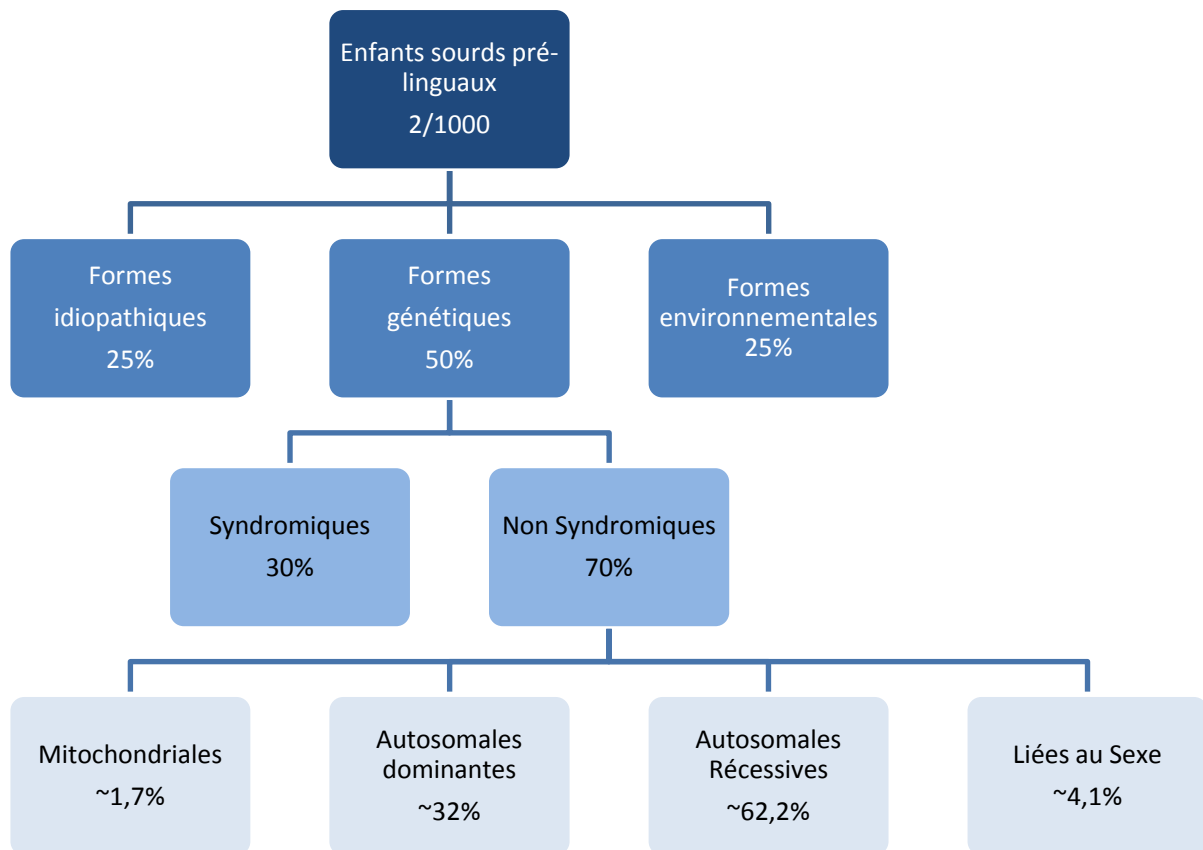 Enfants sourds pré-
linguaux
2/1000
Formes
idiopathiques
25%
Formes
génétiques
50%
Formes
environnementales
25%
Syndromiques
30%
Non Syndromiques
70%
Mitochondriales
~1,7%
Autosomales
dominantes
~32%
Autosomales
Récessives
~62,2%
Liées au Sexe
~4,1%